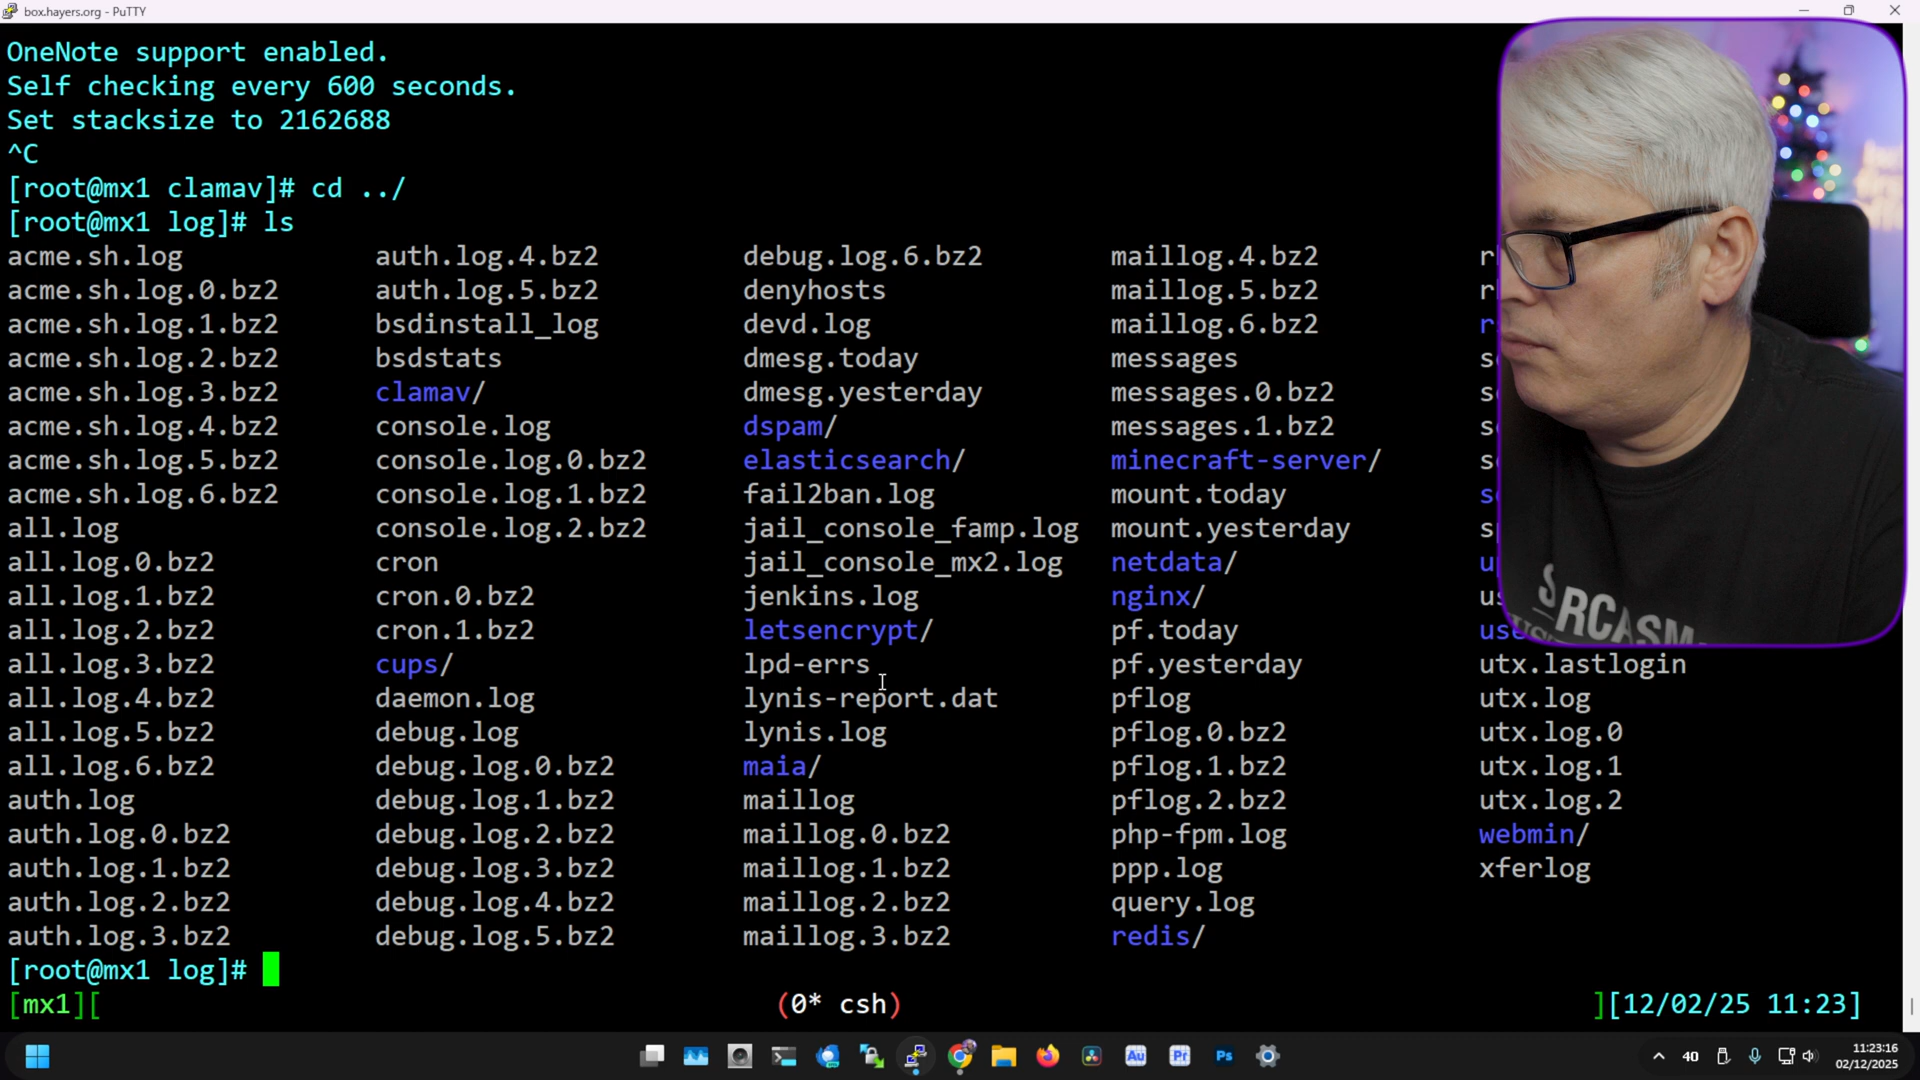 box.hayers.org - PuTTY
OneNote support enabled.
Self checking every 600 seconds.
Set stacksize to 2162688
^C
[root@mx1 clamav]# cd ../
[root@mx1 log]# ls
acme.sh.log auth.log.4.bz2 debug.log.6.bz2 maillog.4.bz2
acme.sh.log.0.bz2 auth.log.5.bz2 denyhosts maillog.5.bz2
acme.sh.log.1.bz2 bsdinstall_log devd.log maillog.6.bz2
acme.sh.log.2.bz2 bsdstats dmesg.today messages
acme.sh.log.3.bz2 clamav/ dmesg.yesterday messages.0.bz2
acme.sh.log.4.bz2 console.log dspam/ messages.1.bz2
acme.sh.log.5.bz2 console.log.0.bz2 elasticsearch/ minecraft-server/
acme.sh.log.6.bz2 console.log.1.bz2 fail2ban.log mount.today
all.log console.log.2.bz2 jail_console_famp.log mount.yesterday
all.log.0.bz2 cron jail_console_mx2.log netdata/
all.log.1.bz2 cron.0.bz2 jenkins.log nginx/
all.log.2.bz2 cron.1.bz2 letsencrypt/ pf.today
all.log.3.bz2 cups/ lpd-errs pf.yesterday utx.lastlogin
all.log.4.bz2 daemon.log lynis-report.dat pflog utx.log
all.log.5.bz2 debug.log lynis.log pflog.0.bz2 utx.log.0
all.log.6.bz2 debug.log.0.bz2 maia/ pflog.1.bz2 utx.log.1
auth.log debug.log.1.bz2 maillog pflog.2.bz2 utx.log.2
auth.log.0.bz2 debug.log.2.bz2 maillog.0.bz2 php-fpm.log webmin/
auth.log.1.bz2 debug.log.3.bz2 maillog.1.bz2 ppp.log xferlog
auth.log.2.bz2 debug.log.4.bz2 maillog.2.bz2 query.log
auth.log.3.bz2 debug.log.5.bz2 maillog.3.bz2 redis/
[root@mx1 log]#
[mx1][ (0* csh) ][12/02/25 11:23]
SARCASM
Au Pr Ps
40
11:23:16
02/12/2025